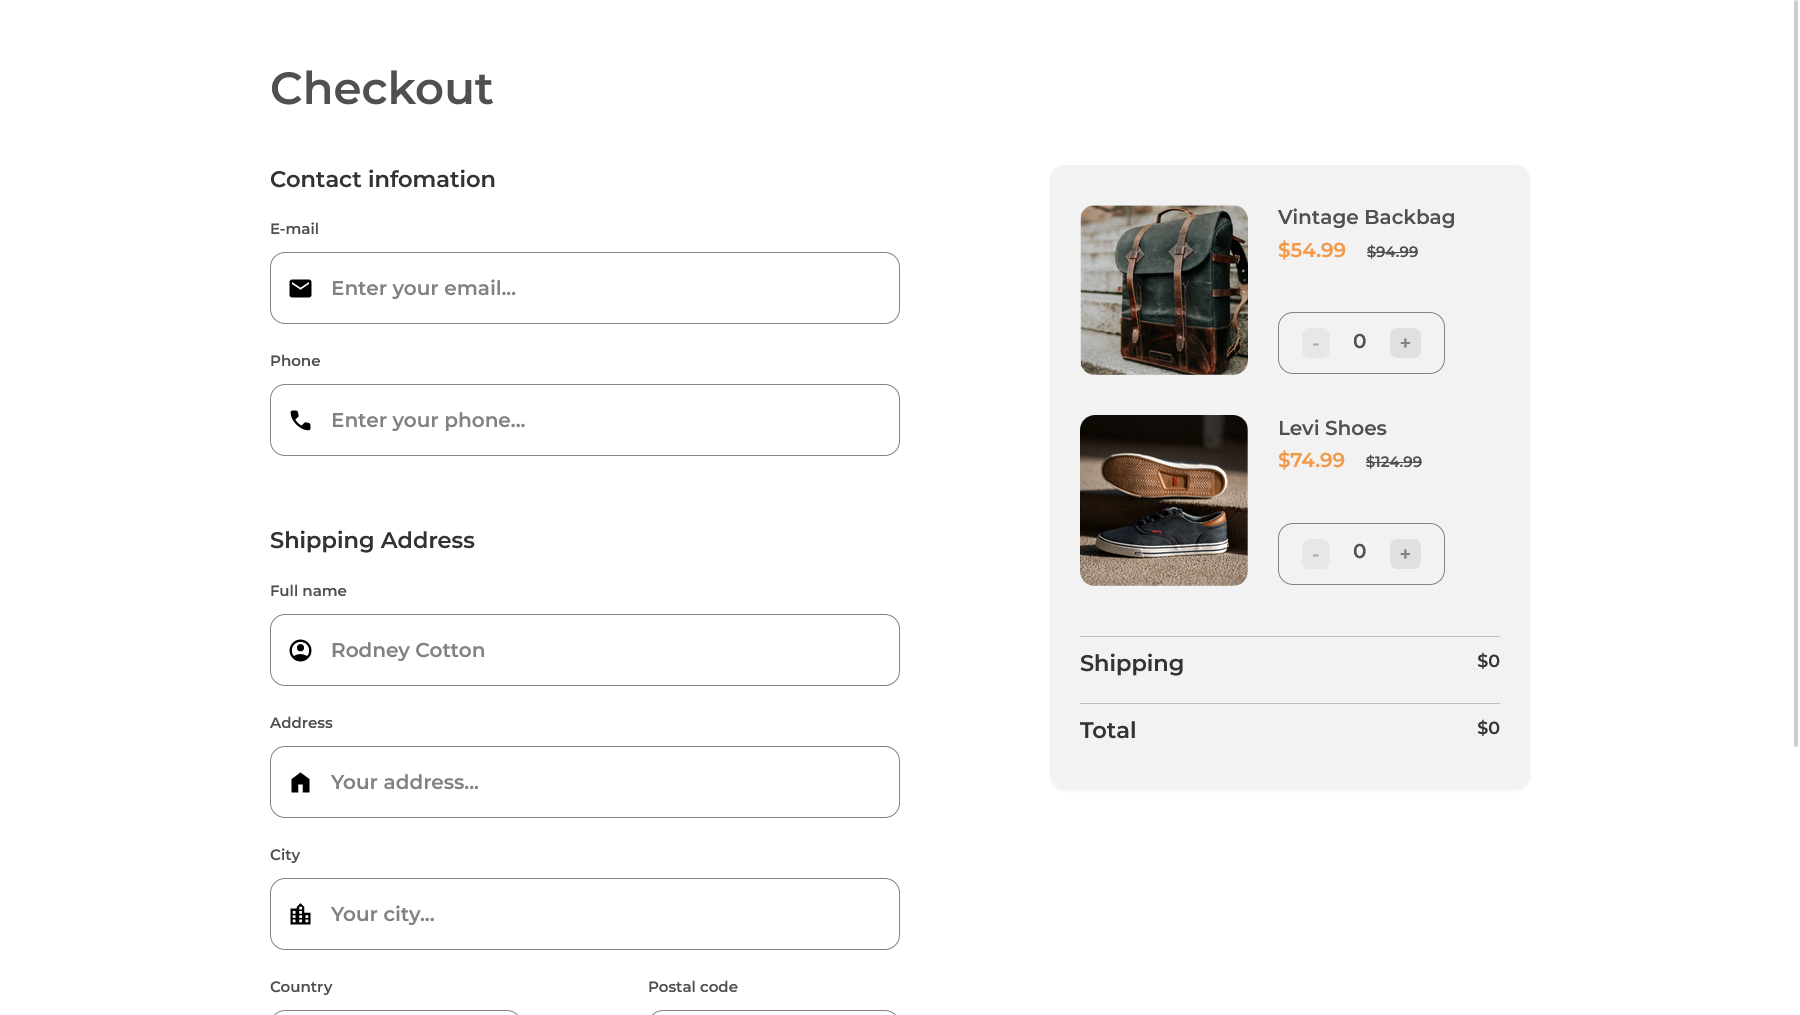 Checkout
Contact infomation
E-mail
Enter your email...
Phone
Enter your phone...
Shipping Address
Full name
Rodney Cotton
Address
Your address...
City
Your city...
Country Postal code
Vintage Backbag
$54.99 $94.99
- 0 +
Levi Shoes
$74.99 $124.99
- 0 +
Shipping $0
Total $0